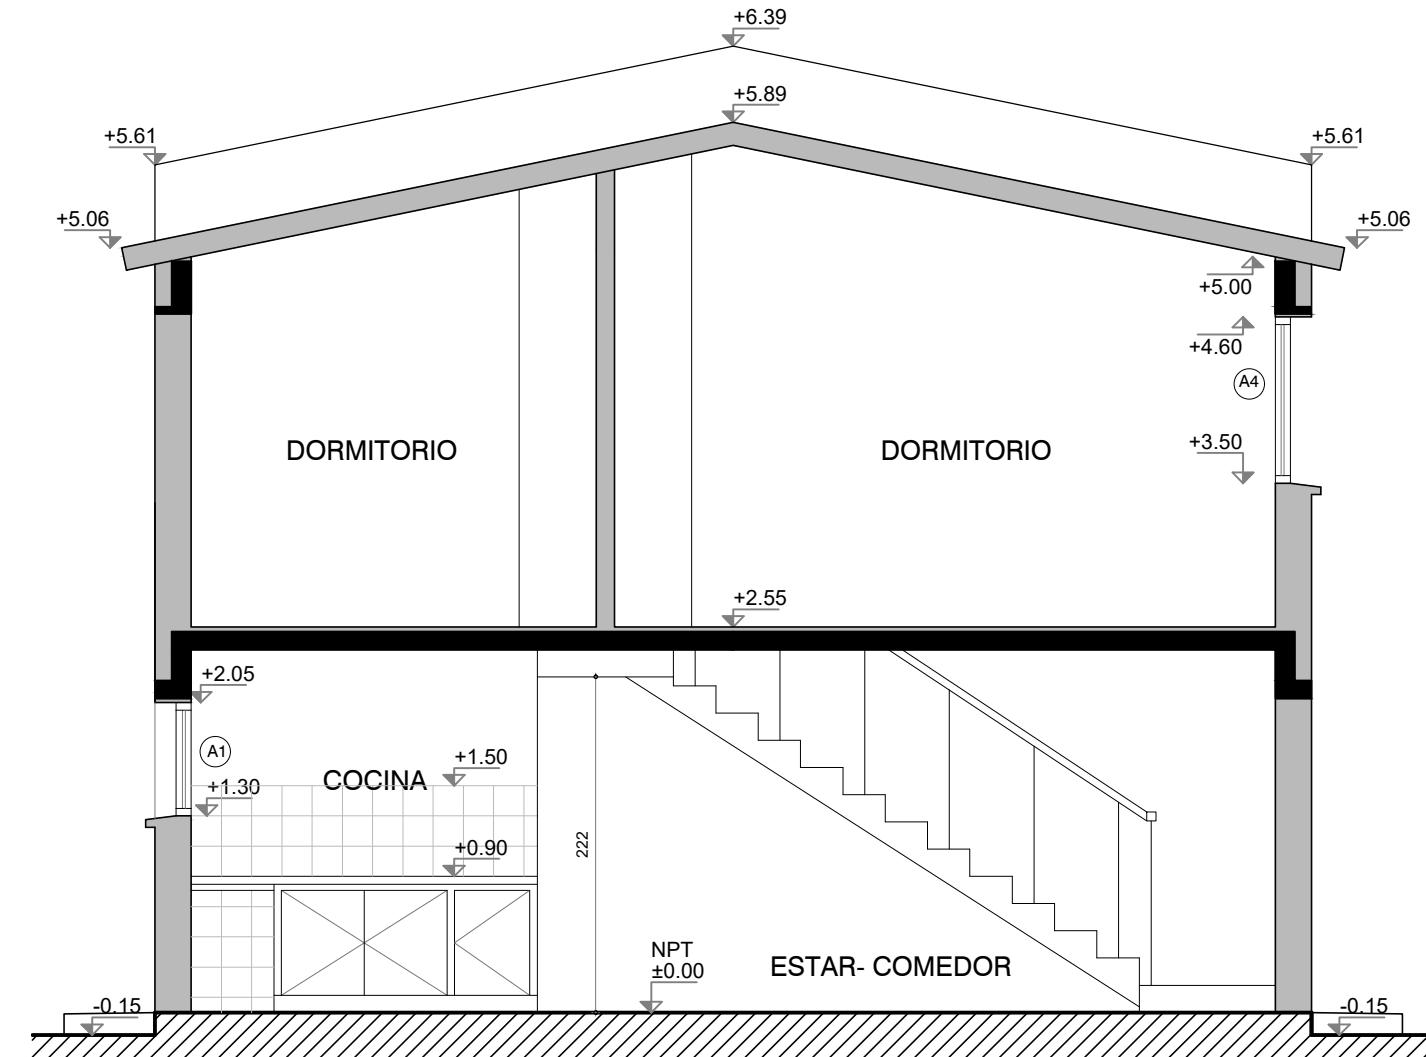 +6.39
+5.89
+5.61
+5.61
+5.06
+5.06
+5.00
+4.60
A4
DORMITORIO
DORMITORIO
+3.50
+2.55
+2.05
A1
COCINA
+1.50
+1.30
222
+0.90
NPT
±0.00
ESTAR- COMEDOR
-0.15
-0.15